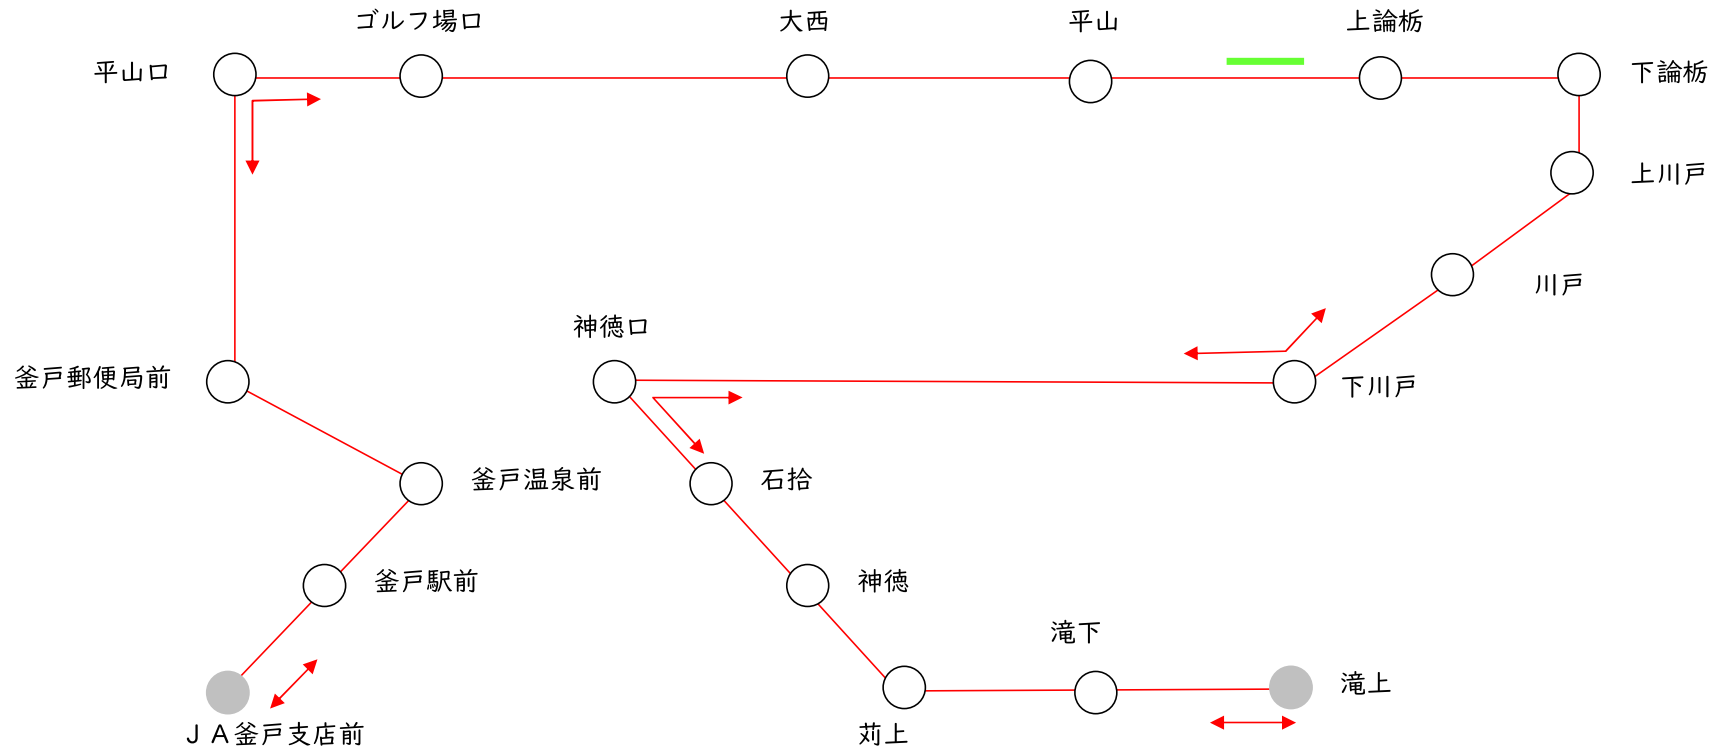 ゴルフ場口
大西
平山
上論栃
平山口
下論栃
上川戸
川戸
神徳口
釜戸郵便局前
下川戸
釜戸温泉前
石拾
釜戸駅前
神徳
滝下
滝上
ＪＡ釜戸支店前
苅上